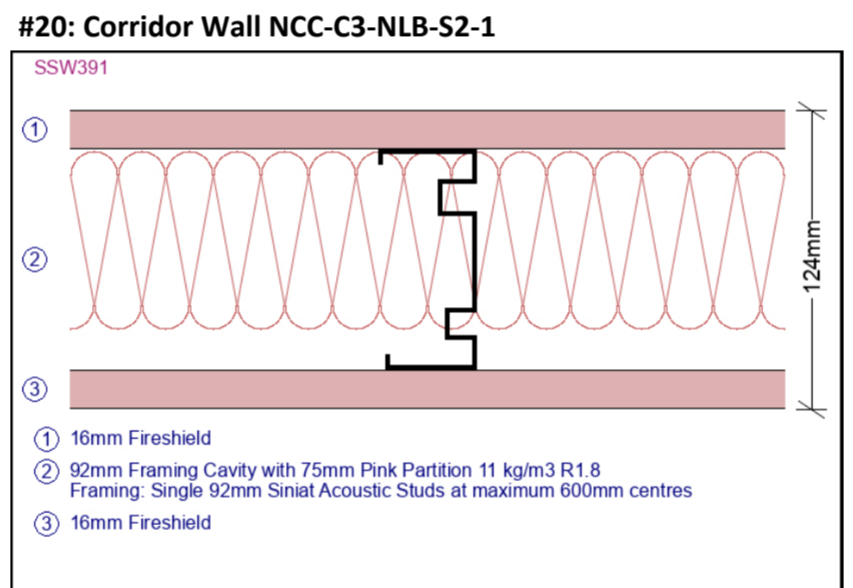 #20: Corridor Wall NCC-C3-NLB-S2-1
SSW391
1
2
3
124mm
1 16mm Fireshield
2 92mm Framing Cavity with 75mm Pink Partition 11 kg/m3 R1.8
Framing: Single 92mm Siniat Acoustic Studs at maximum 600mm centres
3 16mm Fireshield